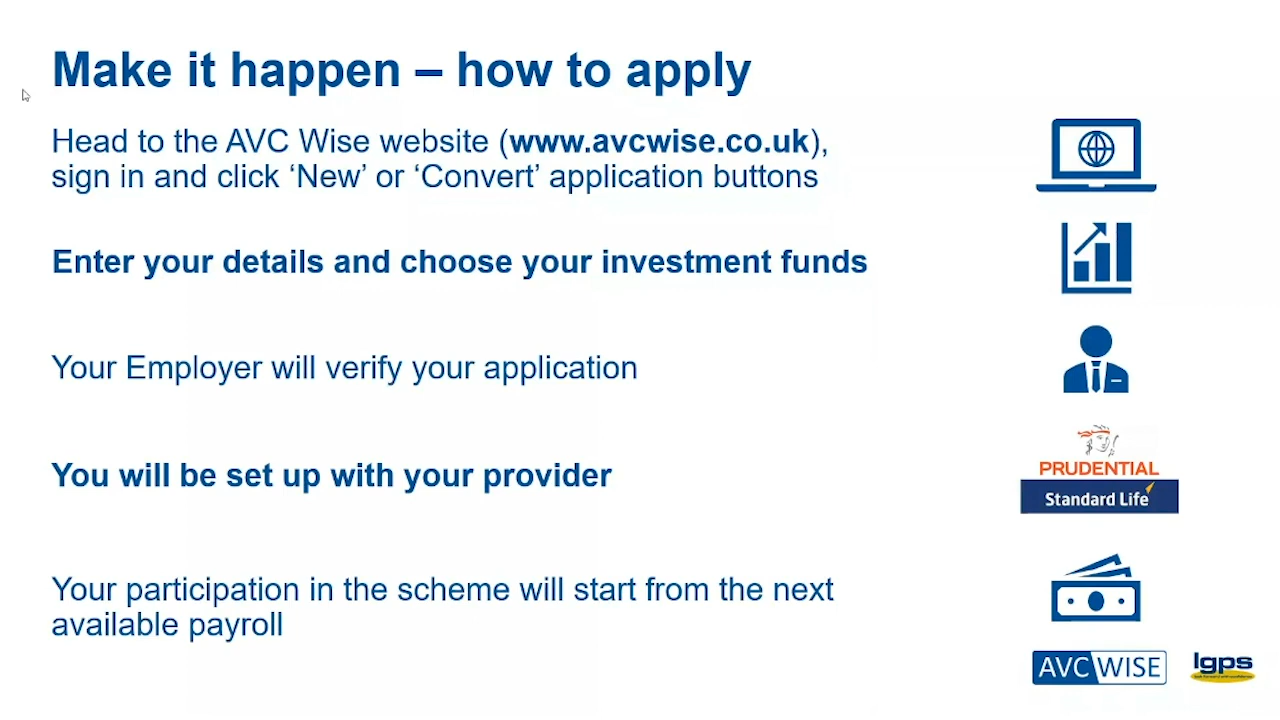 Make it happen – how to apply
Head to the AVC Wise website (www.avcwise.co.uk),
sign in and click ‘New’ or ‘Convert’ application buttons
Enter your details and choose your investment funds
Your Employer will verify your application
You will be set up with your provider
PRUDENTIAL
Standard Life
Your participation in the scheme will start from the next
available payroll
AVC WISE
lgps